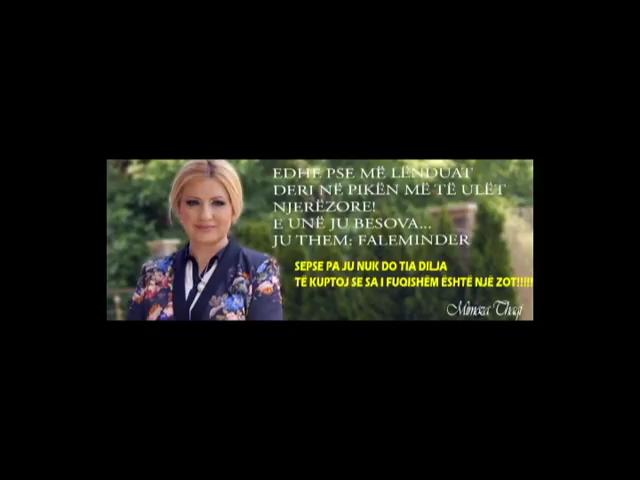 EDHE PSE MË LËNDUAT
DERI NË PIKËN MË TË ULËT
NJERËZORE!
E UNË JU BESOVA...
JU THEM: FALEMINDER
SEPSE PA JU NUK DO TIA DILJA
TË KUPTOJ SE SA I FUQISHËM ËSHTË NJË ZOT!!!!!
Mimoza Thaçi